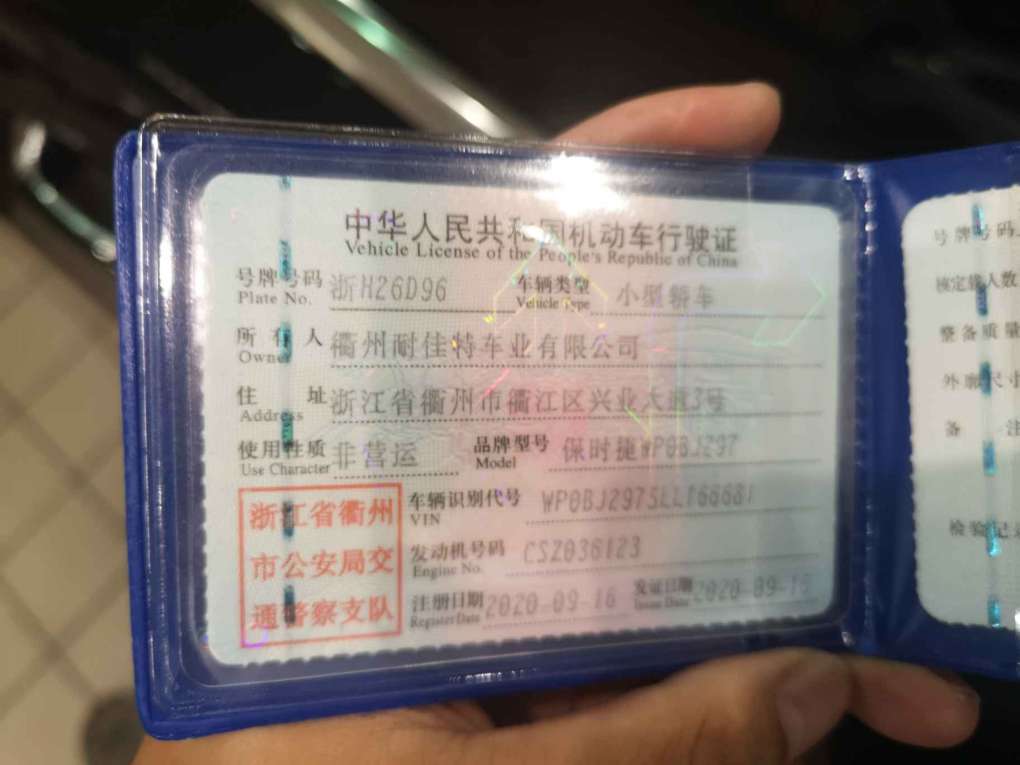 中华人民共和国机动车行驶证
Vehicle License of the People's Republic of China
号牌号码 浙H26D96 车辆类型 小型轿车
Plate No. Vehicle Type
所有人 衢州耐佳特车业有限公司
Owner
住址 浙江省衢州市衢江区兴业大道3号
Address
使用性质 非营运 品牌型号 保时捷WP0BJ297
Use Character Model
浙江省衢州
市公安局交
通警察支队
车辆识别代号
VIN
发动机号码 CSZ036123
Engine No.
注册日期 2020-09-16 发证日期
Register Date Issue Date
号牌号码
核定载人数
整备质量
外廓尺寸
备注
检验记录